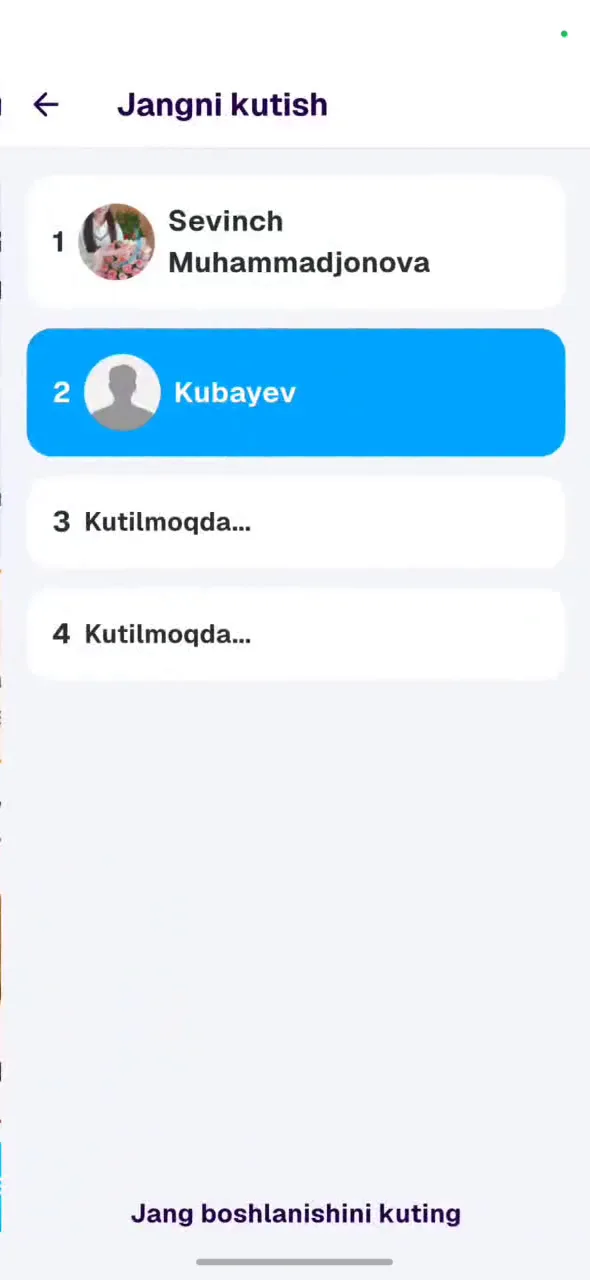 Jangni kutish
1
Sevinch
Muhammadjonova
2 Kubayev
3 Kutilmoqda...
4 Kutilmoqda...
Jang boshlanishini kuting